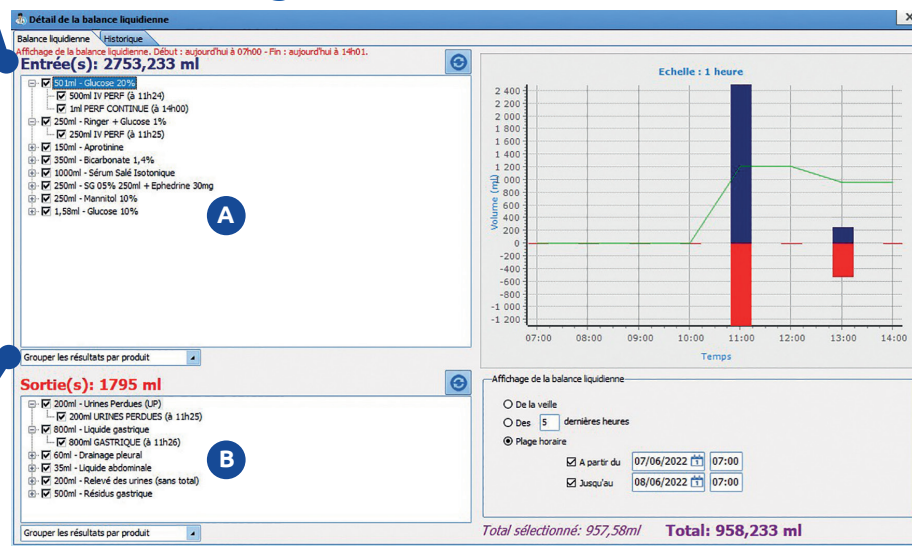 Détail de la balance liquidienne
Balance liquidienne
Historique
Affichage de la balance liquidienne. Début : aujourd'hui à 07h00 - Fin : aujourd'hui à 14h01.
Entrée(s): 2753,233 ml
501ml - Glucose 20%
500ml IV PERF (à 11h24)
1ml PERF CONTINUE (à 14h00)
250ml - Ringer + Glucose 1%
250ml IV PERF (à 11h25)
150ml - Aprotinine
350ml - Bicarbonate 1,4%
1000ml - Sérum Salé Isotonique
250ml - SG 05% 250ml + Ephedrine 30mg
250ml - Mannitol 10%
1,58ml - Glucose 10%
A
Grouper les résultats par produit
Sortie(s): 1795 ml
200ml - Urines Perdues (UP)
200ml URINES PERDUES (à 11h25)
800ml - Liquide gastrique
800ml GASTRIQUE (à 11h26)
60ml - Drainage pleural
35ml - Liquide abdominale
200ml - Relevé des urines (sans total)
500ml - Résidus gastrique
B
Grouper les résultats par produit
Echelle : 1 heure
Volume (mL)
2 400
2 200
2 000
1 800
1 600
1 400
1 200
1 000
800
600
400
200
0
-200
-400
-600
-800
-1 000
-1 200
07:00 08:00 09:00 10:00 11:00 12:00 13:00 14:00
Temps
Affichage de la balance liquidienne
De la veille
Des 5 dernières heures
Plage horaire
A partir du 07/06/2022 07:00
Jusqu'au 08/06/2022 07:00
Total sélectionné: 957,58ml Total: 958,233 ml